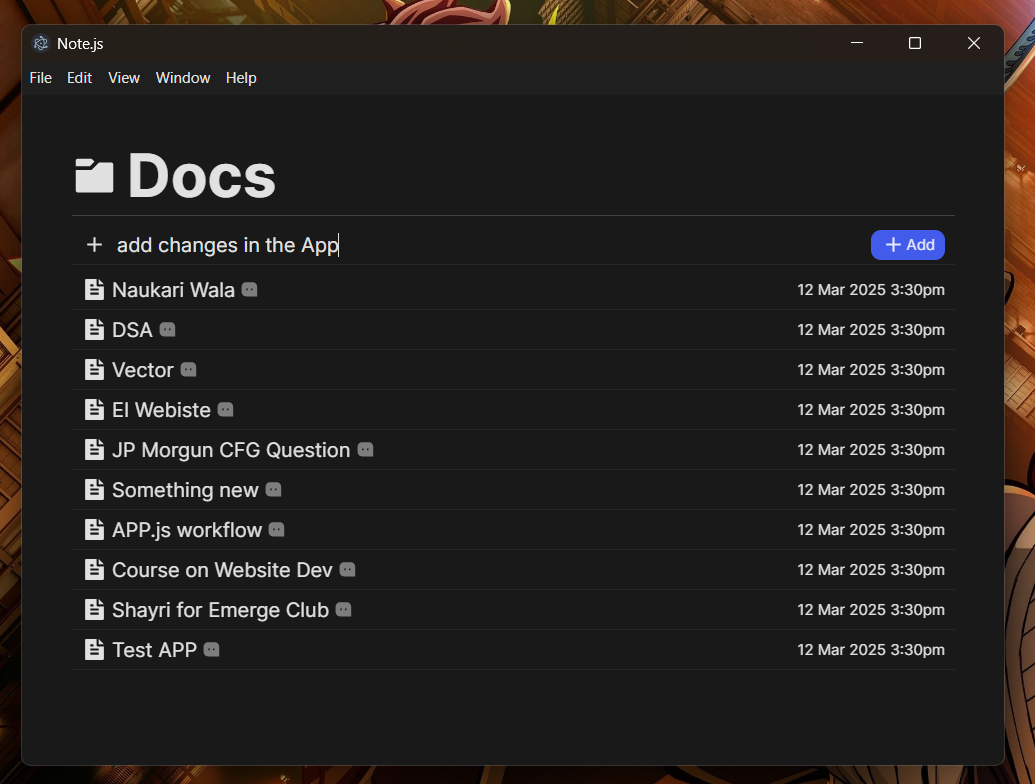 Note.js
File Edit View Window Help
Docs
+ add changes in the App + Add
Naukari Wala 12 Mar 2025 3:30pm
DSA 12 Mar 2025 3:30pm
Vector 12 Mar 2025 3:30pm
EI Webiste 12 Mar 2025 3:30pm
JP Morgun CFG Question 12 Mar 2025 3:30pm
Something new 12 Mar 2025 3:30pm
APP.js workflow 12 Mar 2025 3:30pm
Course on Website Dev 12 Mar 2025 3:30pm
Shayri for Emerge Club 12 Mar 2025 3:30pm
Test APP 12 Mar 2025 3:30pm